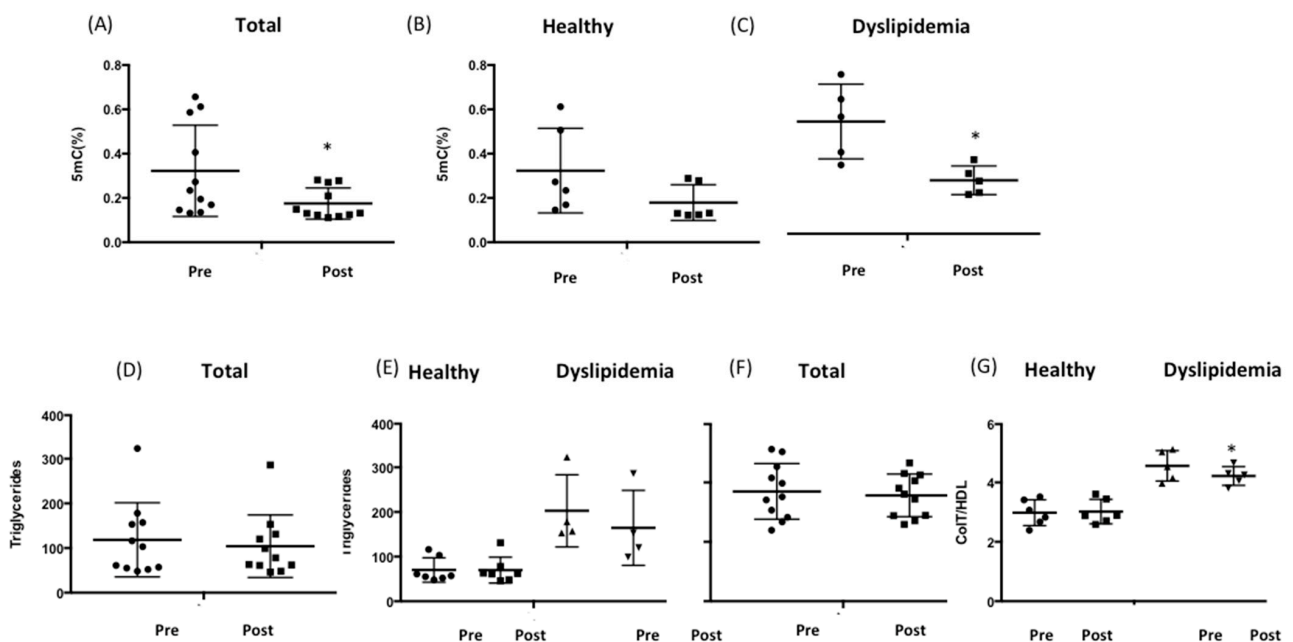 (A) Total
5mC(%)
0.8
0.6
0.4
0.2
0.0
*
Pre Post
(B) Healthy
5mC(%)
0.8
0.6
0.4
0.2
0.0
Pre Post
(C) Dyslipidemia
*
Pre Post
(D) Total
Triglycerides
400
300
200
100
0
Pre Post
(E) Healthy Dyslipidemia
400
300
200
100
0
Pre Post Pre Post
(F) Total
Pre Post
(G) Healthy Dyslipidemia
ColT/HDL
6
4
2
0
*
Pre Post Pre Post